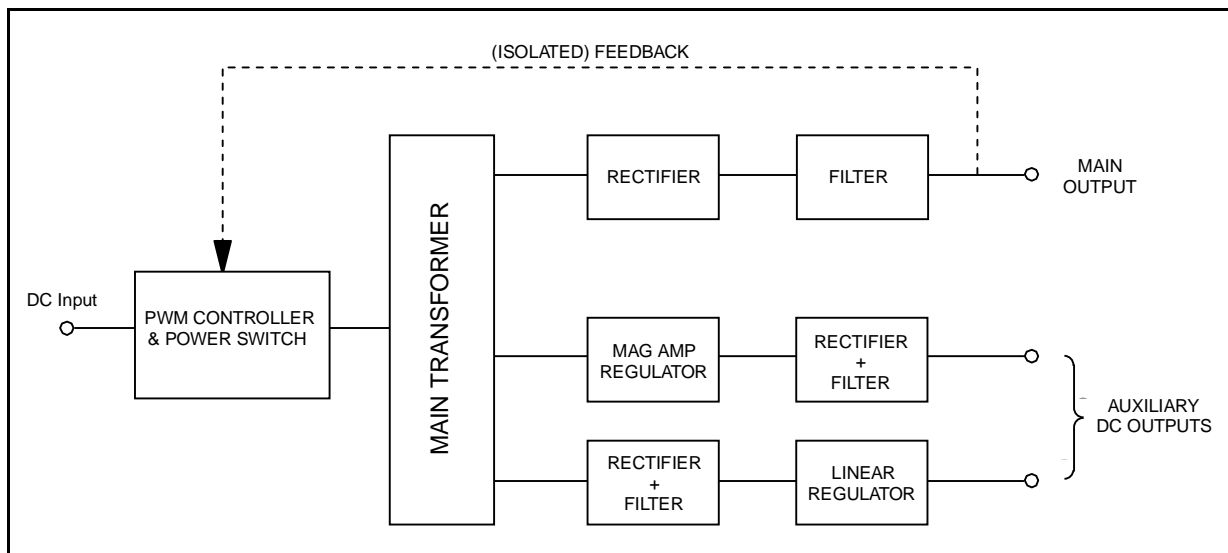 (ISOLATED) FEEDBACK
RECTIFIER
FILTER
MAIN
OUTPUT
MAIN TRANSFORMER
DC Input
PWM CONTROLLER
& POWER SWITCH
MAG AMP
REGULATOR
RECTIFIER
+
FILTER
AUXILIARY
DC OUTPUTS
RECTIFIER
+
FILTER
LINEAR
REGULATOR